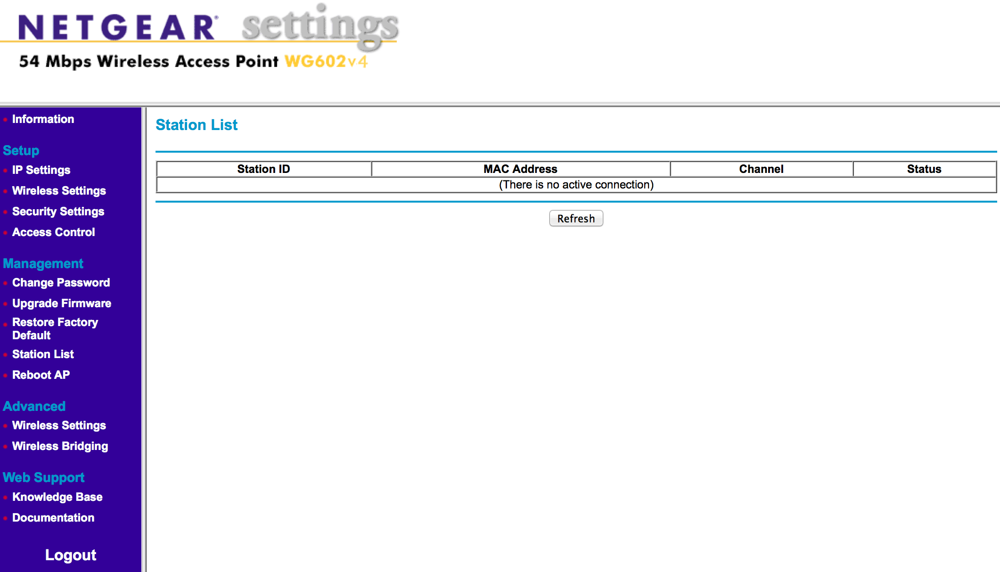 NETGEAR settings
54 Mbps Wireless Access Point WG602v4
Information
Setup
IP Settings
Wireless Settings
Security Settings
Access Control
Management
Change Password
Upgrade Firmware
Restore Factory
Default
Station List
Reboot AP
Advanced
Wireless Settings
Wireless Bridging
Web Support
Knowledge Base
Documentation
Logout
Station List
Station ID MAC Address Channel Status
(There is no active connection)
Refresh